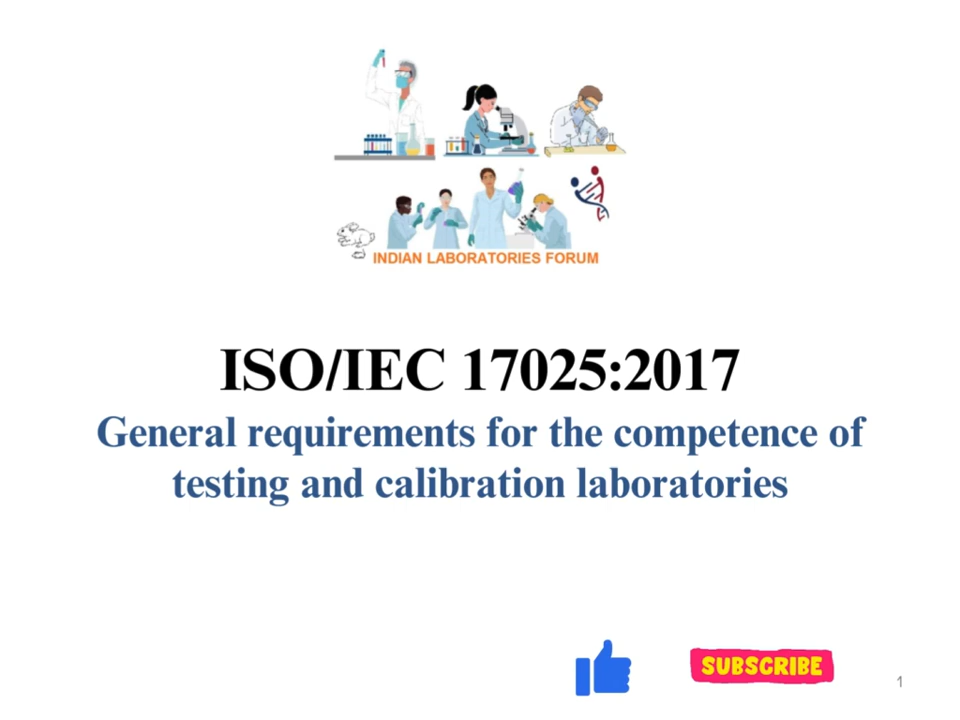 INDIAN LABORATORIES FORUM
ISO/IEC 17025:2017
General requirements for the competence of
testing and calibration laboratories
SUBSCRIBE
1